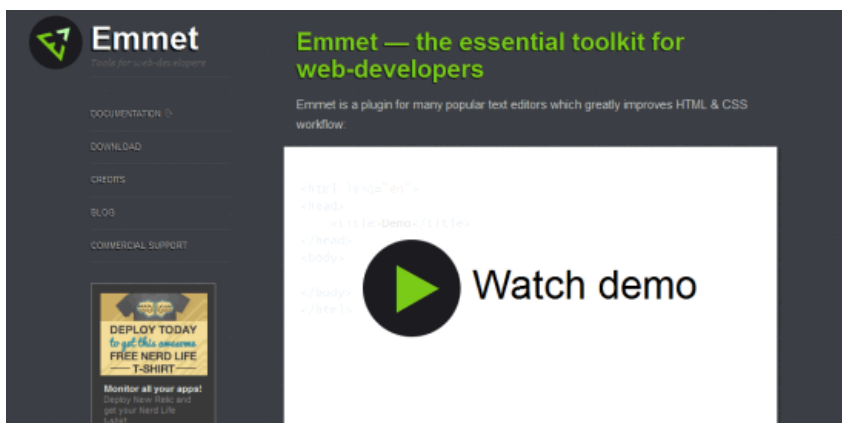 Emmet
Tools for web-developers
DOCUMENTATION
DOWNLOAD
CREDITS
BLOG
COMMERCIAL SUPPORT
DEPLOY TODAY
to get this awesome
FREE NERD LIFE
T-SHIRT
Monitor all your apps!
Deploy New Relic and
get your Nerd Life
t-shirt
Emmet — the essential toolkit for
web-developers
Emmet is a plugin for many popular text editors which greatly improves HTML & CSS
workflow:
<html lang="en">
<head>
<title>Demo</title>
</head>
<body>
</body>
</html>
Watch demo